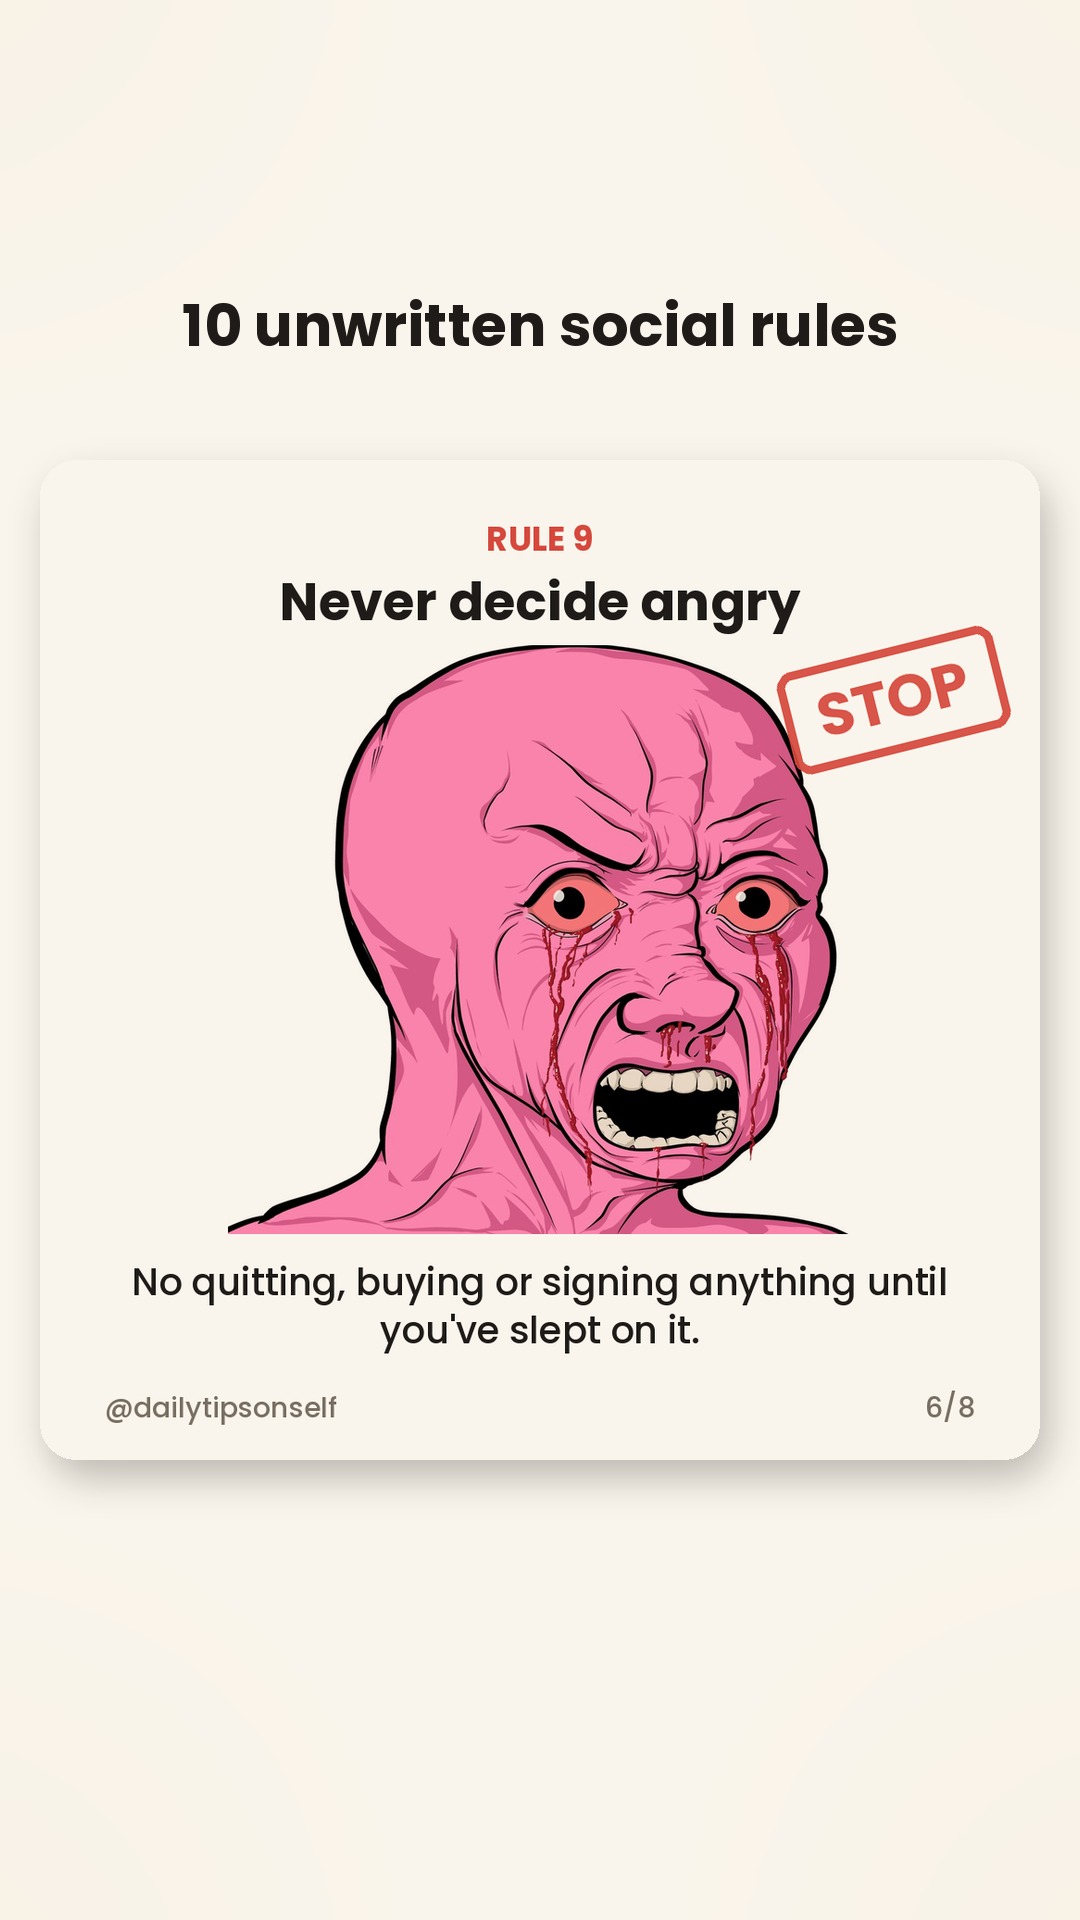 10 unwritten social rules
RULE 9
Never decide angry
STOP
No quitting, buying or signing anything until
you've slept on it.
@dailytipsonself
6/8